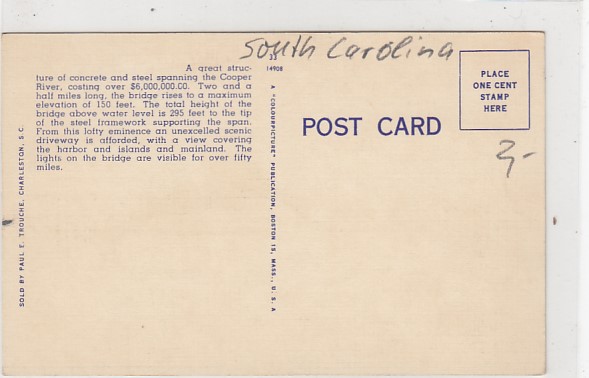 South Carolina
A great struc-
ture of concrete and steel spanning the Cooper
River, costing over $6,000,000.00. Two and a
half miles long, the bridge rises to a maximum
elevation of 150 feet. The total height of the
bridge above water level is 295 feet to the tip
of the steel framework supporting the span.
From this lofty eminence an unexcelled scenic
driveway is afforded, with a view covering
the harbor and islands and mainland. The
lights on the bridge are visible for over fifty
miles.
SOLD BY PAUL E. TROUCHE, CHARLESTON, S.C.
14908
A "COLOURPICTURE" PUBLICATION, BOSTON 15, MASS., U. S. A
POST CARD
PLACE
ONE CENT
STAMP
HERE